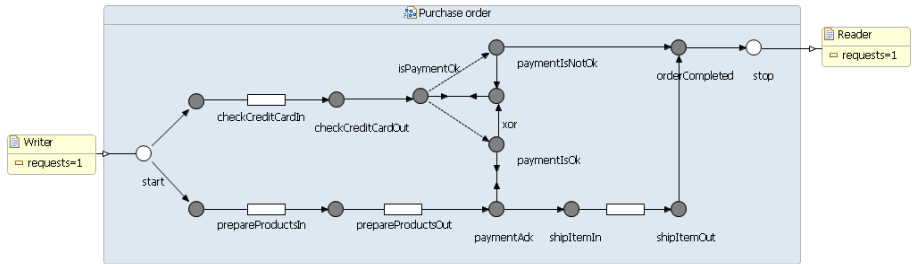 Purchase order
Reader
requests=1
isPaymentOk
paymentIsNotOk
orderCompleted
stop
checkCreditCardIn
checkCreditCardOut
xor
Writer
requests=1
paymentIsOk
start
prepareProductsIn
prepareProductsOut
paymentAck
shipItemIn
shipItemOut